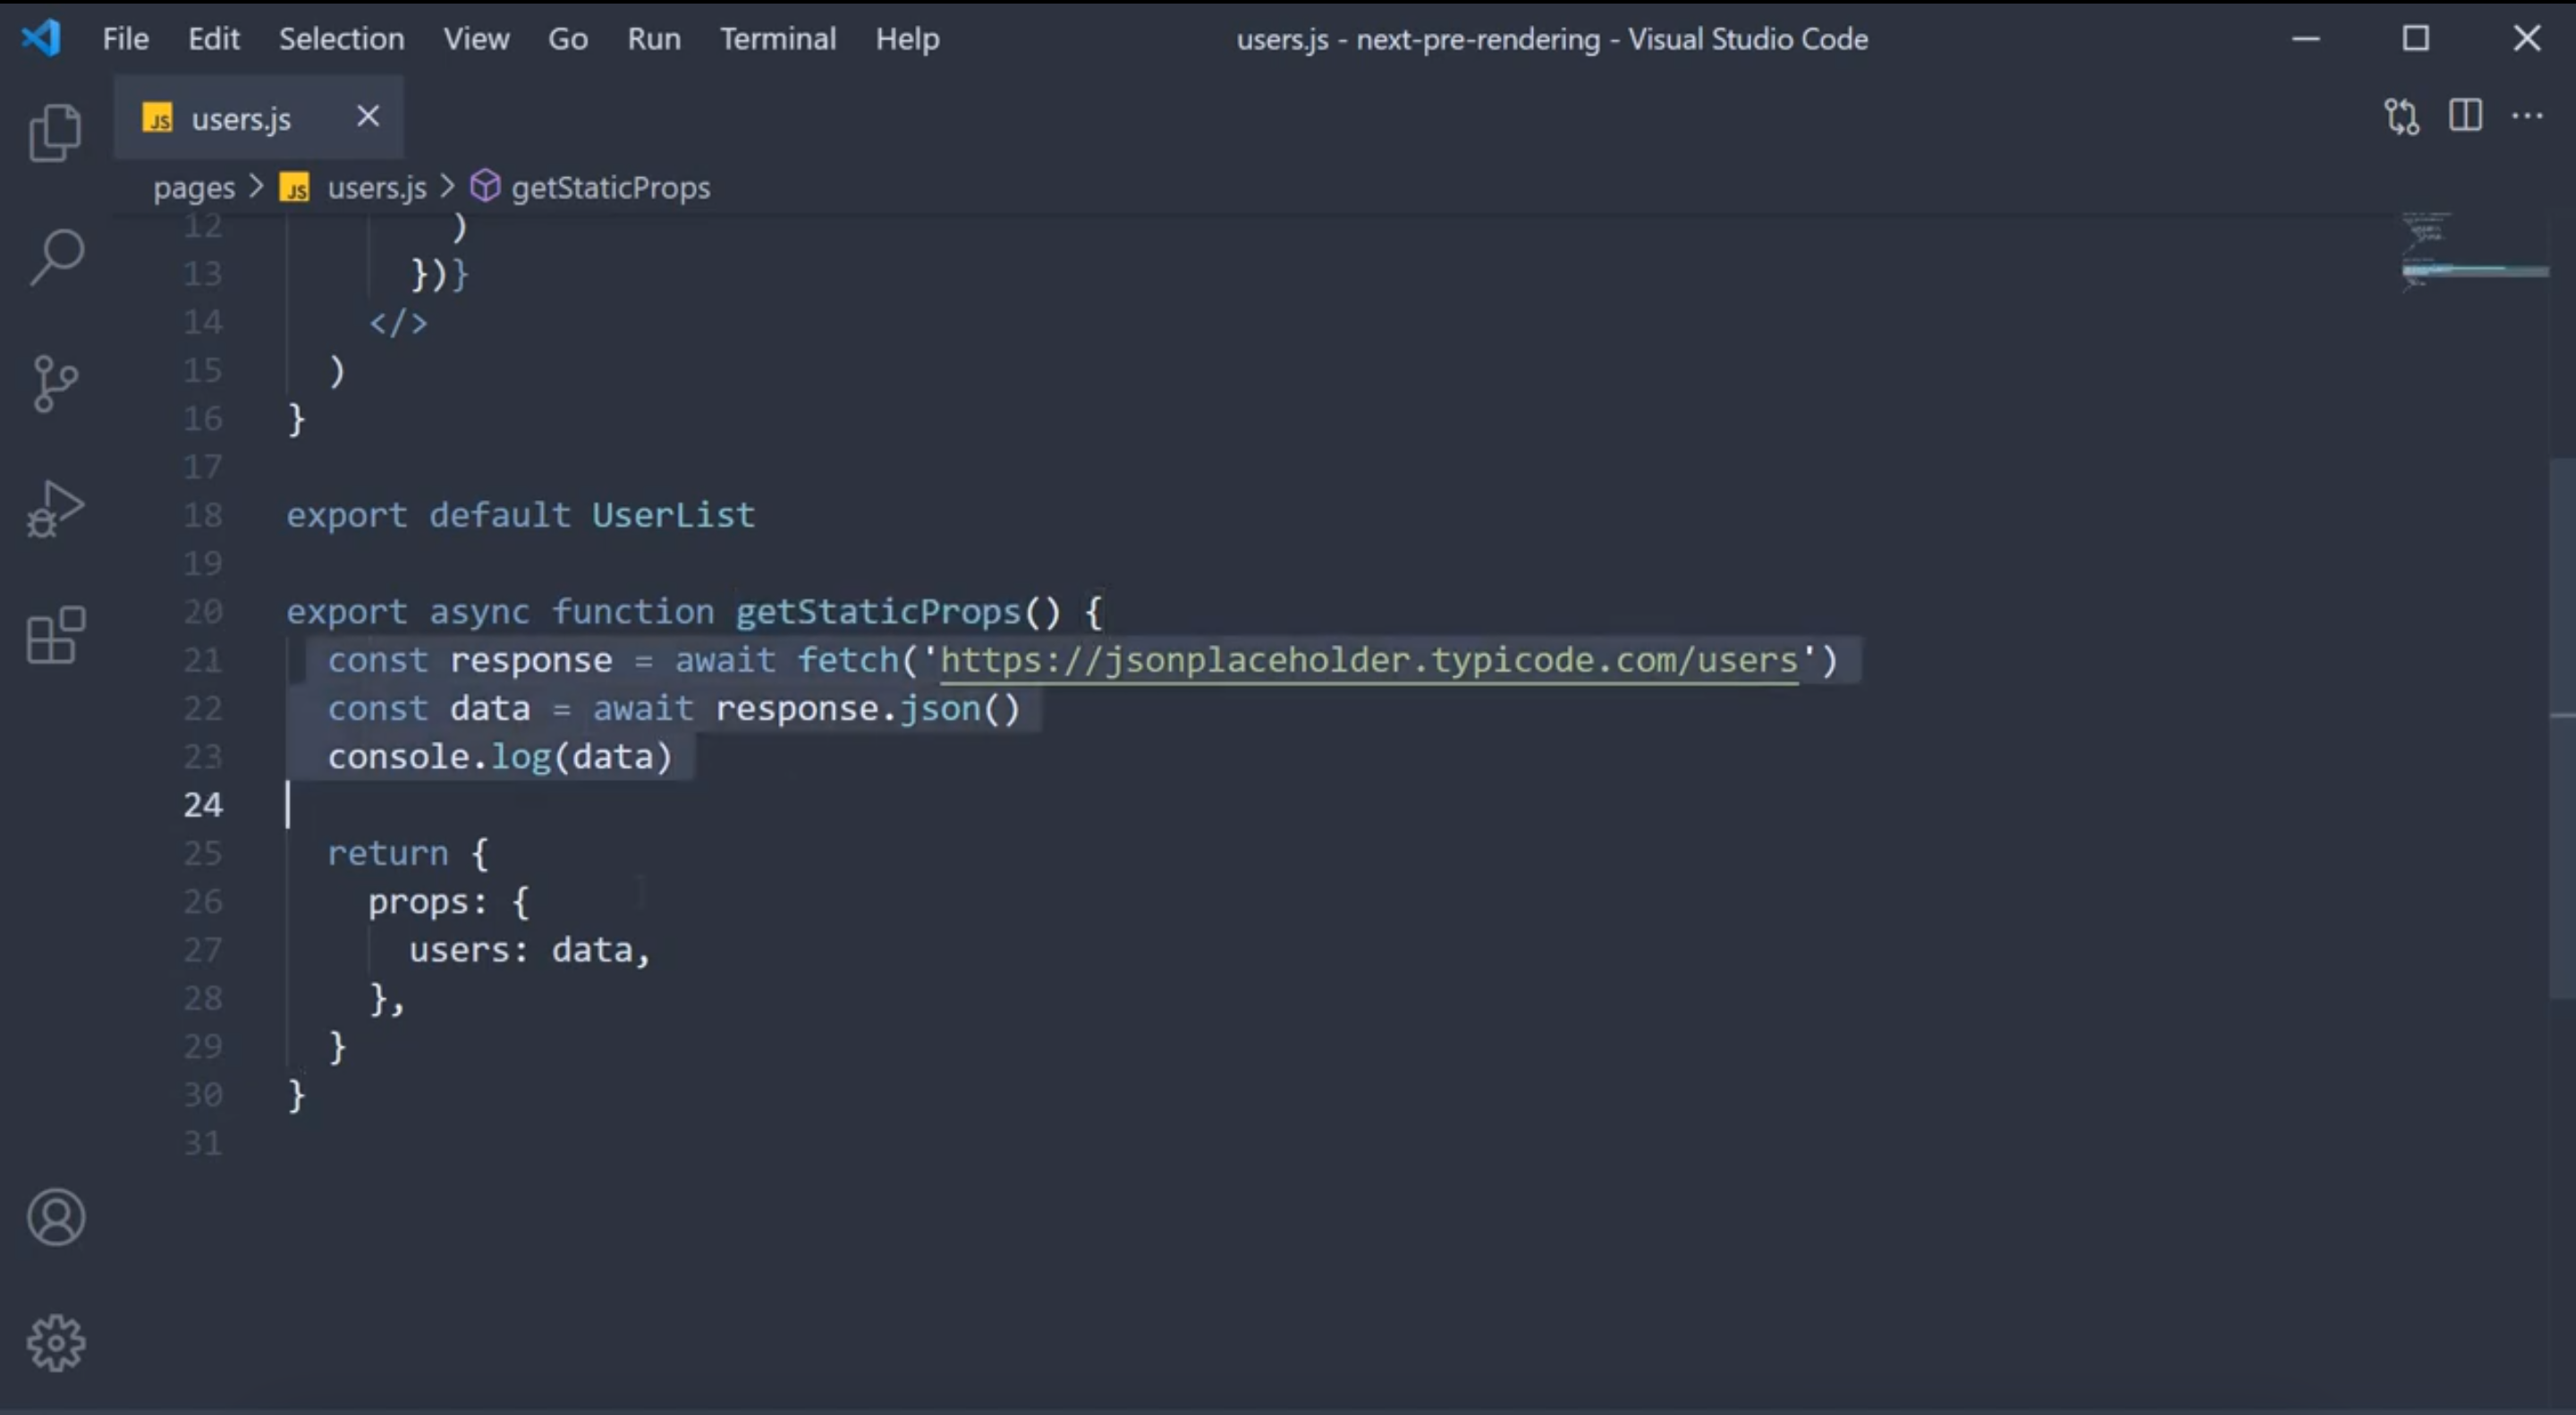 File Edit Selection View Go Run Terminal Help users.js - next-pre-rendering - Visual Studio Code
JS users.js
pages > JS users.js > getStaticProps
12 )
13 })}
14 </>
15 )
16 }
17
18 export default UserList
19
20 export async function getStaticProps() {
21 const response = await fetch('https://jsonplaceholder.typicode.com/users')
22 const data = await response.json()
23 console.log(data)
24
25 return {
26 props: {
27 users: data,
28 },
29 }
30 }
31